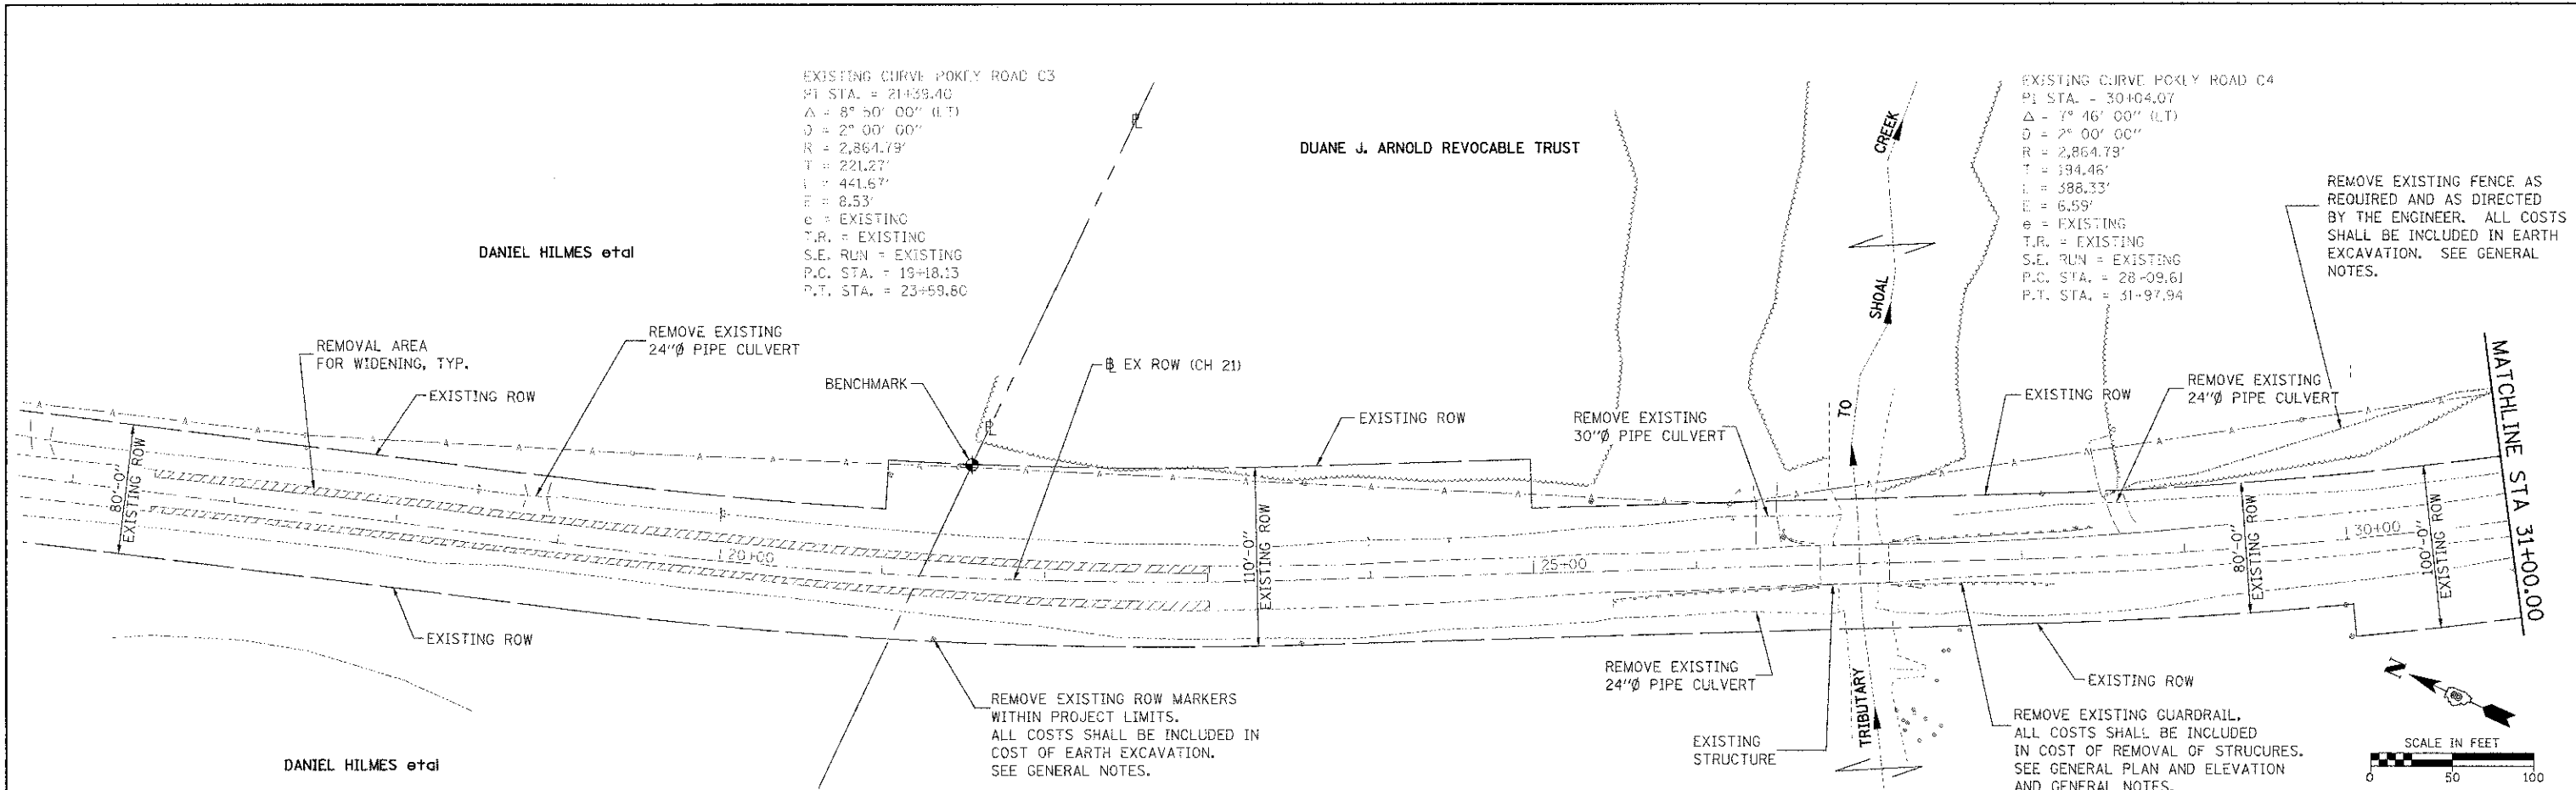 EXISTING CURVE POKEY ROAD C3
PI STA. = 21+39.40
Δ = 8° 50' 00" (LT)
D = 2° 00' 00"
R = 2,864.79'
T = 221.27'
L = 441.67'
E = 8.53'
e = EXISTING
T.R. = EXISTING
S.E. RUN = EXISTING
P.C. STA. = 19+18.13
P.T. STA. = 23+59.80
EXISTING CURVE POKEY ROAD C4
PI STA. = 30+04.07
Δ = 7° 46' 00" (LT)
D = 2° 00' 00"
R = 2,864.79'
T = 194.46'
L = 388.33'
E = 6.59'
e = EXISTING
T.R. = EXISTING
S.E. RUN = EXISTING
P.C. STA. = 28+09.61
P.T. STA. = 31+97.94
DUANE J. ARNOLD REVOCABLE TRUST
DANIEL HILMES etal
REMOVE EXISTING FENCE AS
REQUIRED AND AS DIRECTED
BY THE ENGINEER. ALL COSTS
SHALL BE INCLUDED IN EARTH
EXCAVATION. SEE GENERAL
NOTES.
REMOVAL AREA
FOR WIDENING, TYP.
REMOVE EXISTING
24"Ø PIPE CULVERT
EXISTING ROW
BENCHMARK
℄ EX ROW (CH 21)
EXISTING ROW
REMOVE EXISTING
30"Ø PIPE CULVERT
TRIBUTARY
TO
SHOAL
CREEK
EXISTING ROW
REMOVE EXISTING
24"Ø PIPE CULVERT
MATCHLINE STA 31+00.00
80'-0"
EXISTING ROW
20+00
110'-0"
EXISTING ROW
25+00
80'-0"
EXISTING ROW
30+00
100'-0"
EXISTING ROW
EXISTING ROW
REMOVE EXISTING ROW MARKERS
WITHIN PROJECT LIMITS.
ALL COSTS SHALL BE INCLUDED IN
COST OF EARTH EXCAVATION.
SEE GENERAL NOTES.
REMOVE EXISTING
24"Ø PIPE CULVERT
EXISTING
STRUCTURE
EXISTING ROW
REMOVE EXISTING GUARDRAIL.
ALL COSTS SHALL BE INCLUDED
IN COST OF REMOVAL OF STRUCURES.
SEE GENERAL PLAN AND ELEVATION
AND GENERAL NOTES.
DANIEL HILMES etal
N
SCALE IN FEET
0 50 100